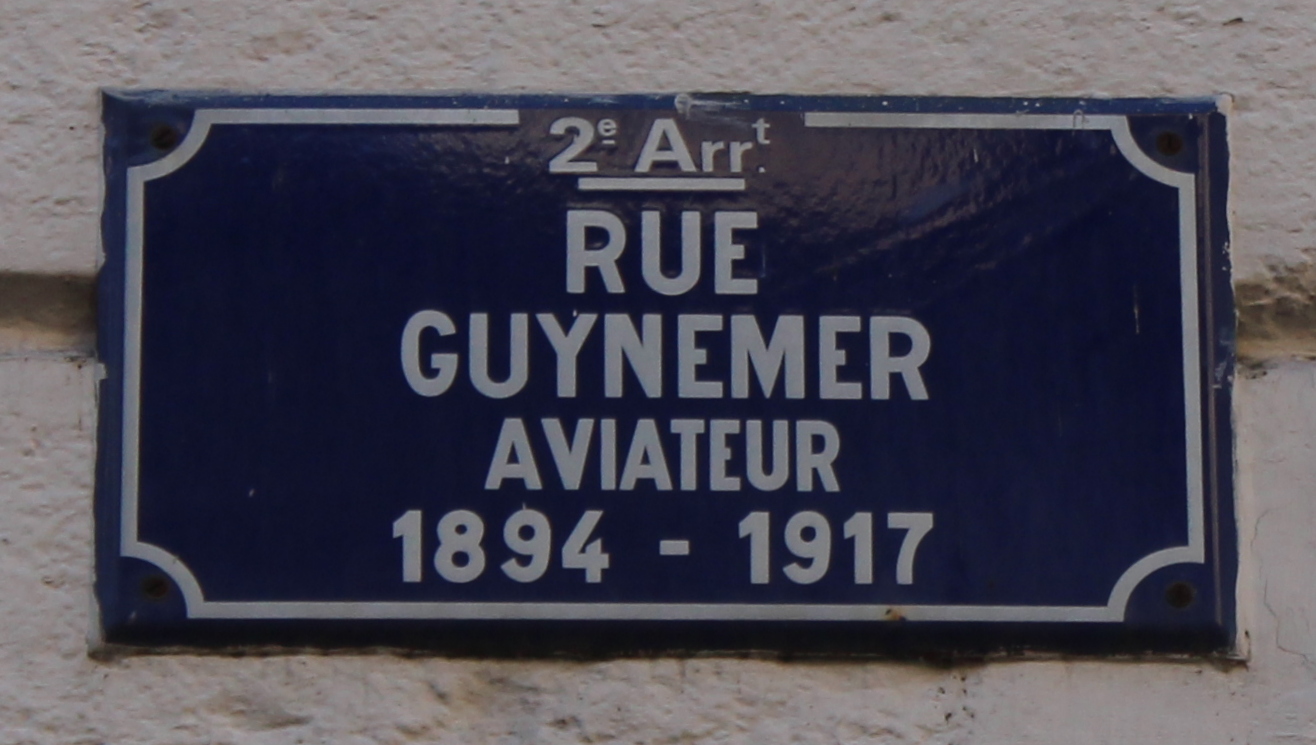 2e Arrt.
RUE
GUYNEMER
AVIATEUR
1894 - 1917